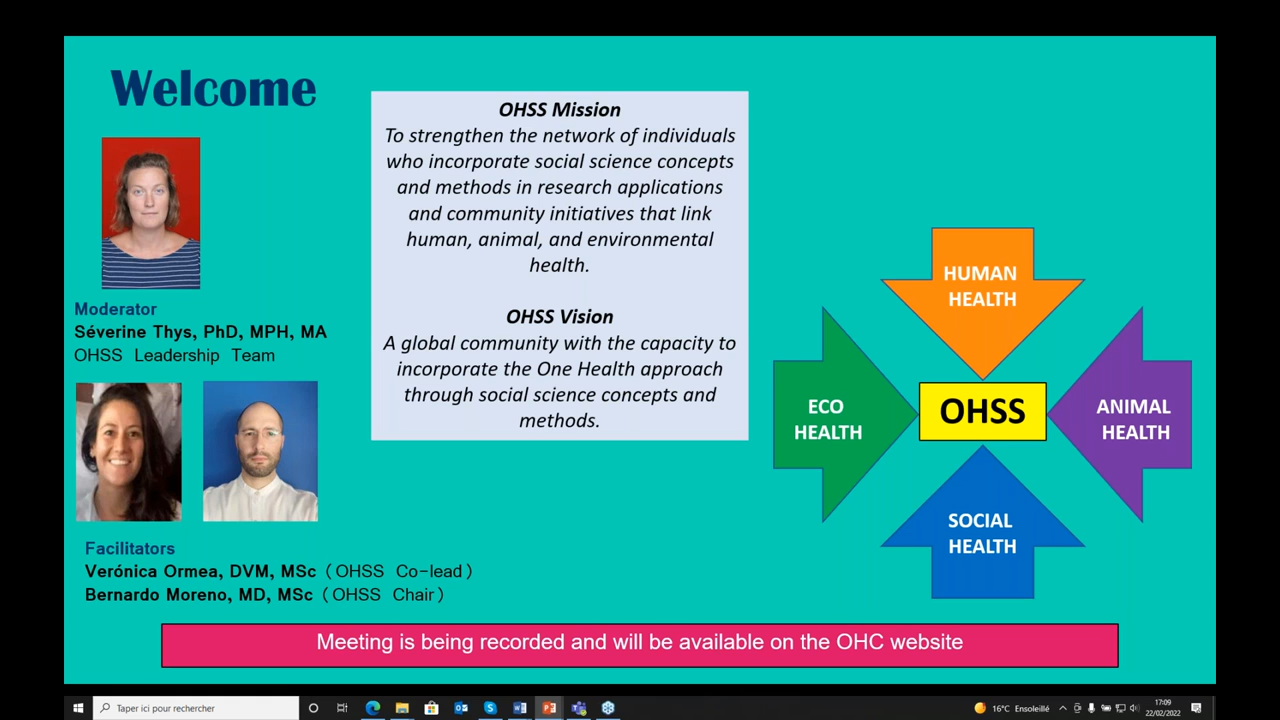 Welcome
Moderator
Séverine Thys, PhD, MPH, MA
OHSS Leadership Team
Facilitators
Verónica Ormea, DVM, MSc (OHSS Co-lead)
Bernardo Moreno, MD, MSc (OHSS Chair)
OHSS Mission
To strengthen the network of individuals
who incorporate social science concepts
and methods in research applications
and community initiatives that link
human, animal, and environmental
health.
OHSS Vision
A global community with the capacity to
incorporate the One Health approach
through social science concepts and
methods.
HUMAN
HEALTH
ECO
HEALTH
OHSS
ANIMAL
HEALTH
SOCIAL
HEALTH
Meeting is being recorded and will be available on the OHC website
Taper ici pour rechercher
16°C Ensoleillé
17:09
22/02/2022